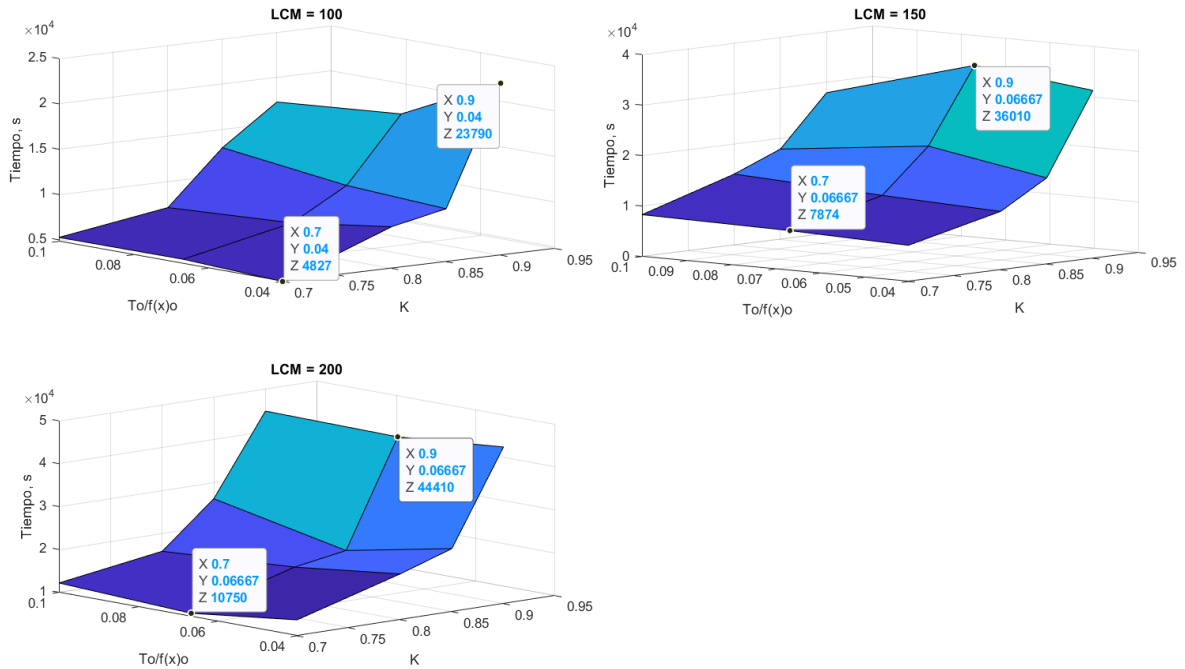 LCM = 100
×10⁴
2.5
2
1.5
1
0.5
Tiempo, s
0.1
0.08
0.06
0.04
To/f(x)o
0.7
0.75
0.8
0.85
0.9
0.95
K
X 0.9
Y 0.04
Z 23790
X 0.7
Y 0.04
Z 4827
LCM = 150
×10⁴
4
3
2
1
0
Tiempo, s
0.1
0.09
0.08
0.07
0.06
0.05
0.04
To/f(x)o
0.7
0.75
0.8
0.85
0.9
0.95
K
X 0.9
Y 0.06667
Z 36010
X 0.7
Y 0.06667
Z 7874
LCM = 200
×10⁴
5
4
3
2
1
Tiempo, s
0.1
0.08
0.06
0.04
To/f(x)o
0.7
0.75
0.8
0.85
0.9
0.95
K
X 0.9
Y 0.06667
Z 44410
X 0.7
Y 0.06667
Z 10750